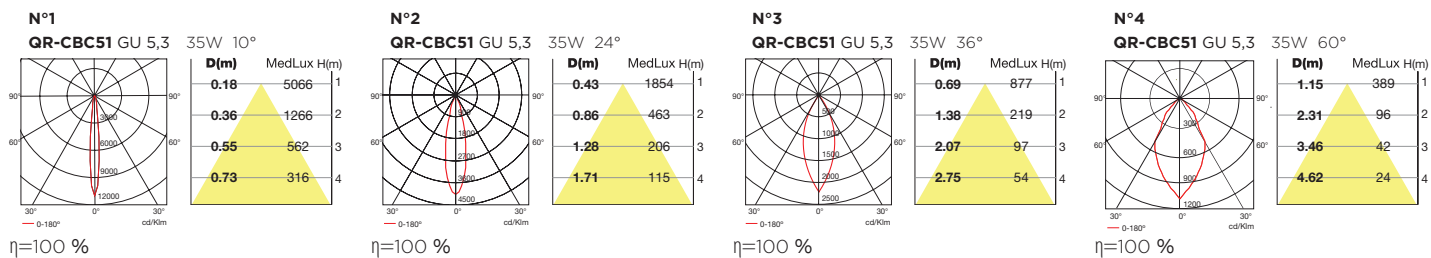 N°1
QR-CBC51 GU 5,3 35W 10°
90° 90°
60° 60°
30° 0° 30°
3000
6000
9000
12000
0-180° cd/Klm
D(m) MedLux H(m)
0.18 5066 1
0.36 1266 2
0.55 562 3
0.73 316 4
η=100 %
N°2
QR-CBC51 GU 5,3 35W 24°
90° 90°
60° 60°
30° 0° 30°
1800
2700
3600
4500
0-180° cd/Klm
D(m) MedLux H(m)
0.43 1854 1
0.86 463 2
1.28 206 3
1.71 115 4
η=100 %
N°3
QR-CBC51 GU 5,3 35W 36°
90° 90°
60° 60°
30° 0° 30°
500
1000
1500
2000
2500
0-180° cd/Klm
D(m) MedLux H(m)
0.69 877 1
1.38 219 2
2.07 97 3
2.75 54 4
η=100 %
N°4
QR-CBC51 GU 5,3 35W 60°
90° 90°
60° 60°
30° 0° 30°
300
600
900
1200
0-180° cd/Klm
D(m) MedLux H(m)
1.15 389 1
2.31 96 2
3.46 42 3
4.62 24 4
η=100 %